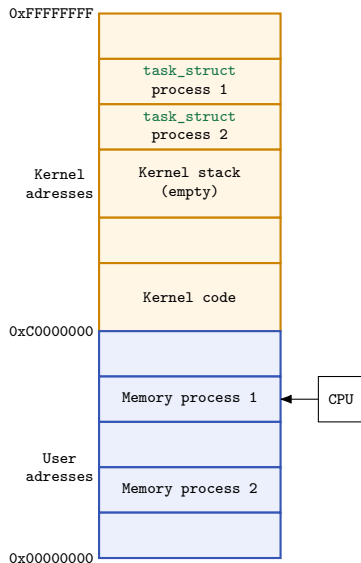 0xFFFFFFFF
task_struct
process 1
task_struct
process 2
Kernel
adresses
Kernel stack
(empty)
Kernel code
0xC0000000
Memory process 1
CPU
User
adresses
Memory process 2
0x00000000